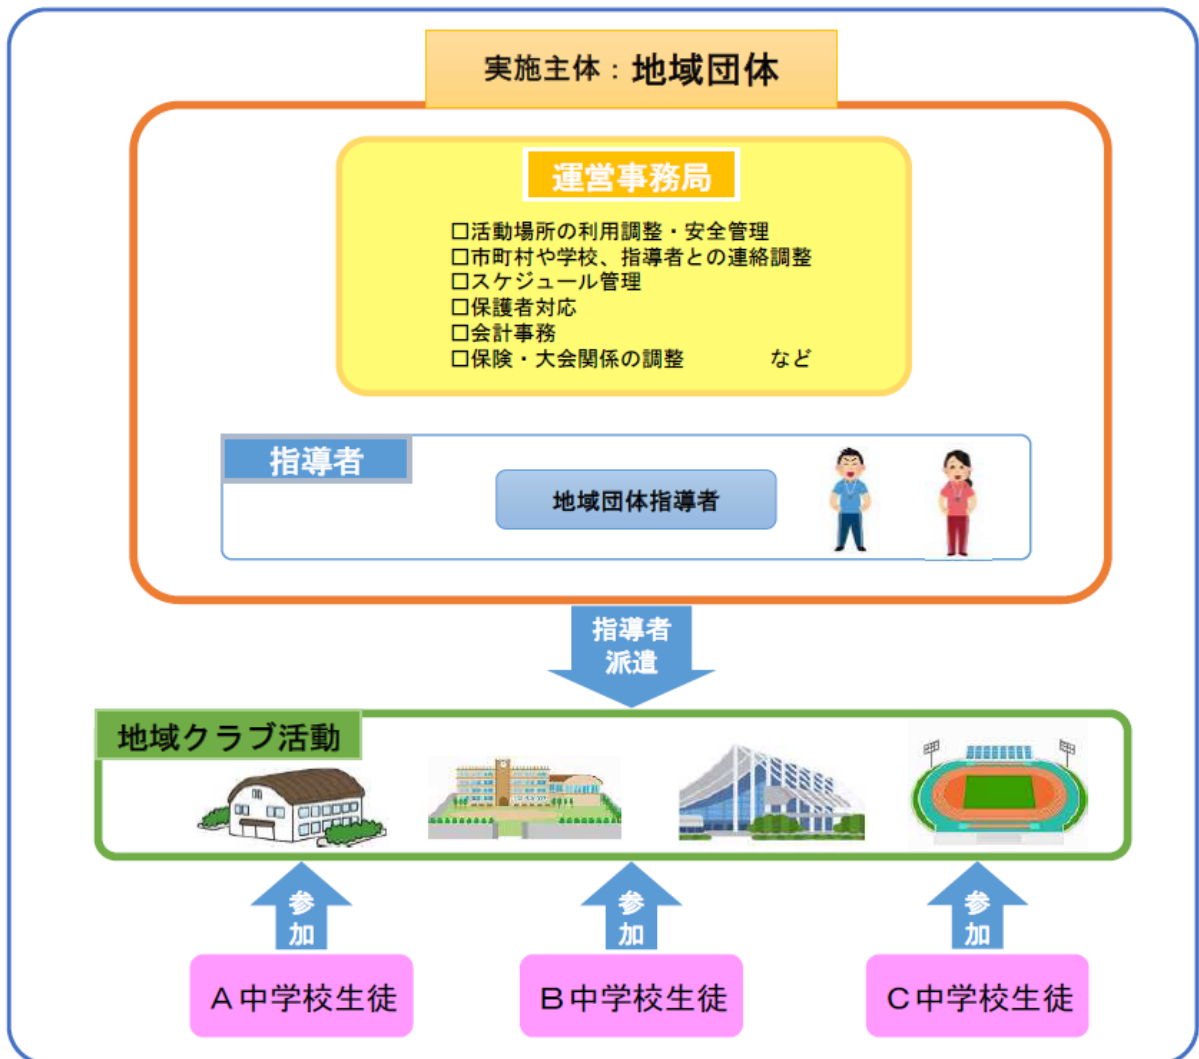 実施主体：地域団体
運営事務局
□活動場所の利用調整・安全管理
□市町村や学校、指導者との連絡調整
□スケジュール管理
□保護者対応
□会計事務
□保険・大会関係の調整　　　　など
指導者
地域団体指導者
指導者
派遣
地域クラブ活動
参加
参加
参加
Ａ中学校生徒
Ｂ中学校生徒
Ｃ中学校生徒